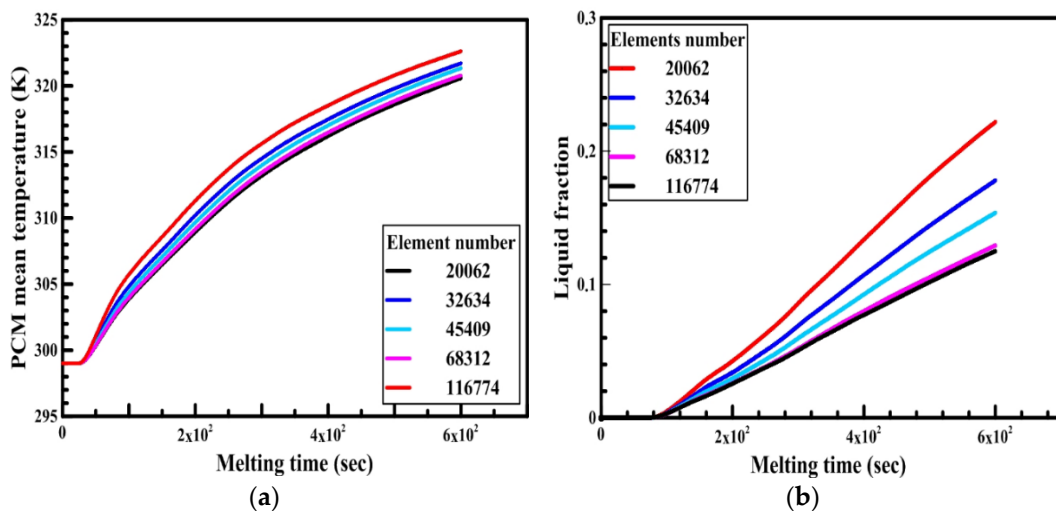 325
320
315
310
305
300
295
PCM mean temperature (K)
Element number
20062
32634
45409
68312
116774
0
2x10²
4x10²
6x10²
Melting time (sec)
(a)
0.3
0.2
0.1
0
Liquid fraction
Elements number
20062
32634
45409
68312
116774
0
2x10²
4x10²
6x10²
Melting time (sec)
(b)